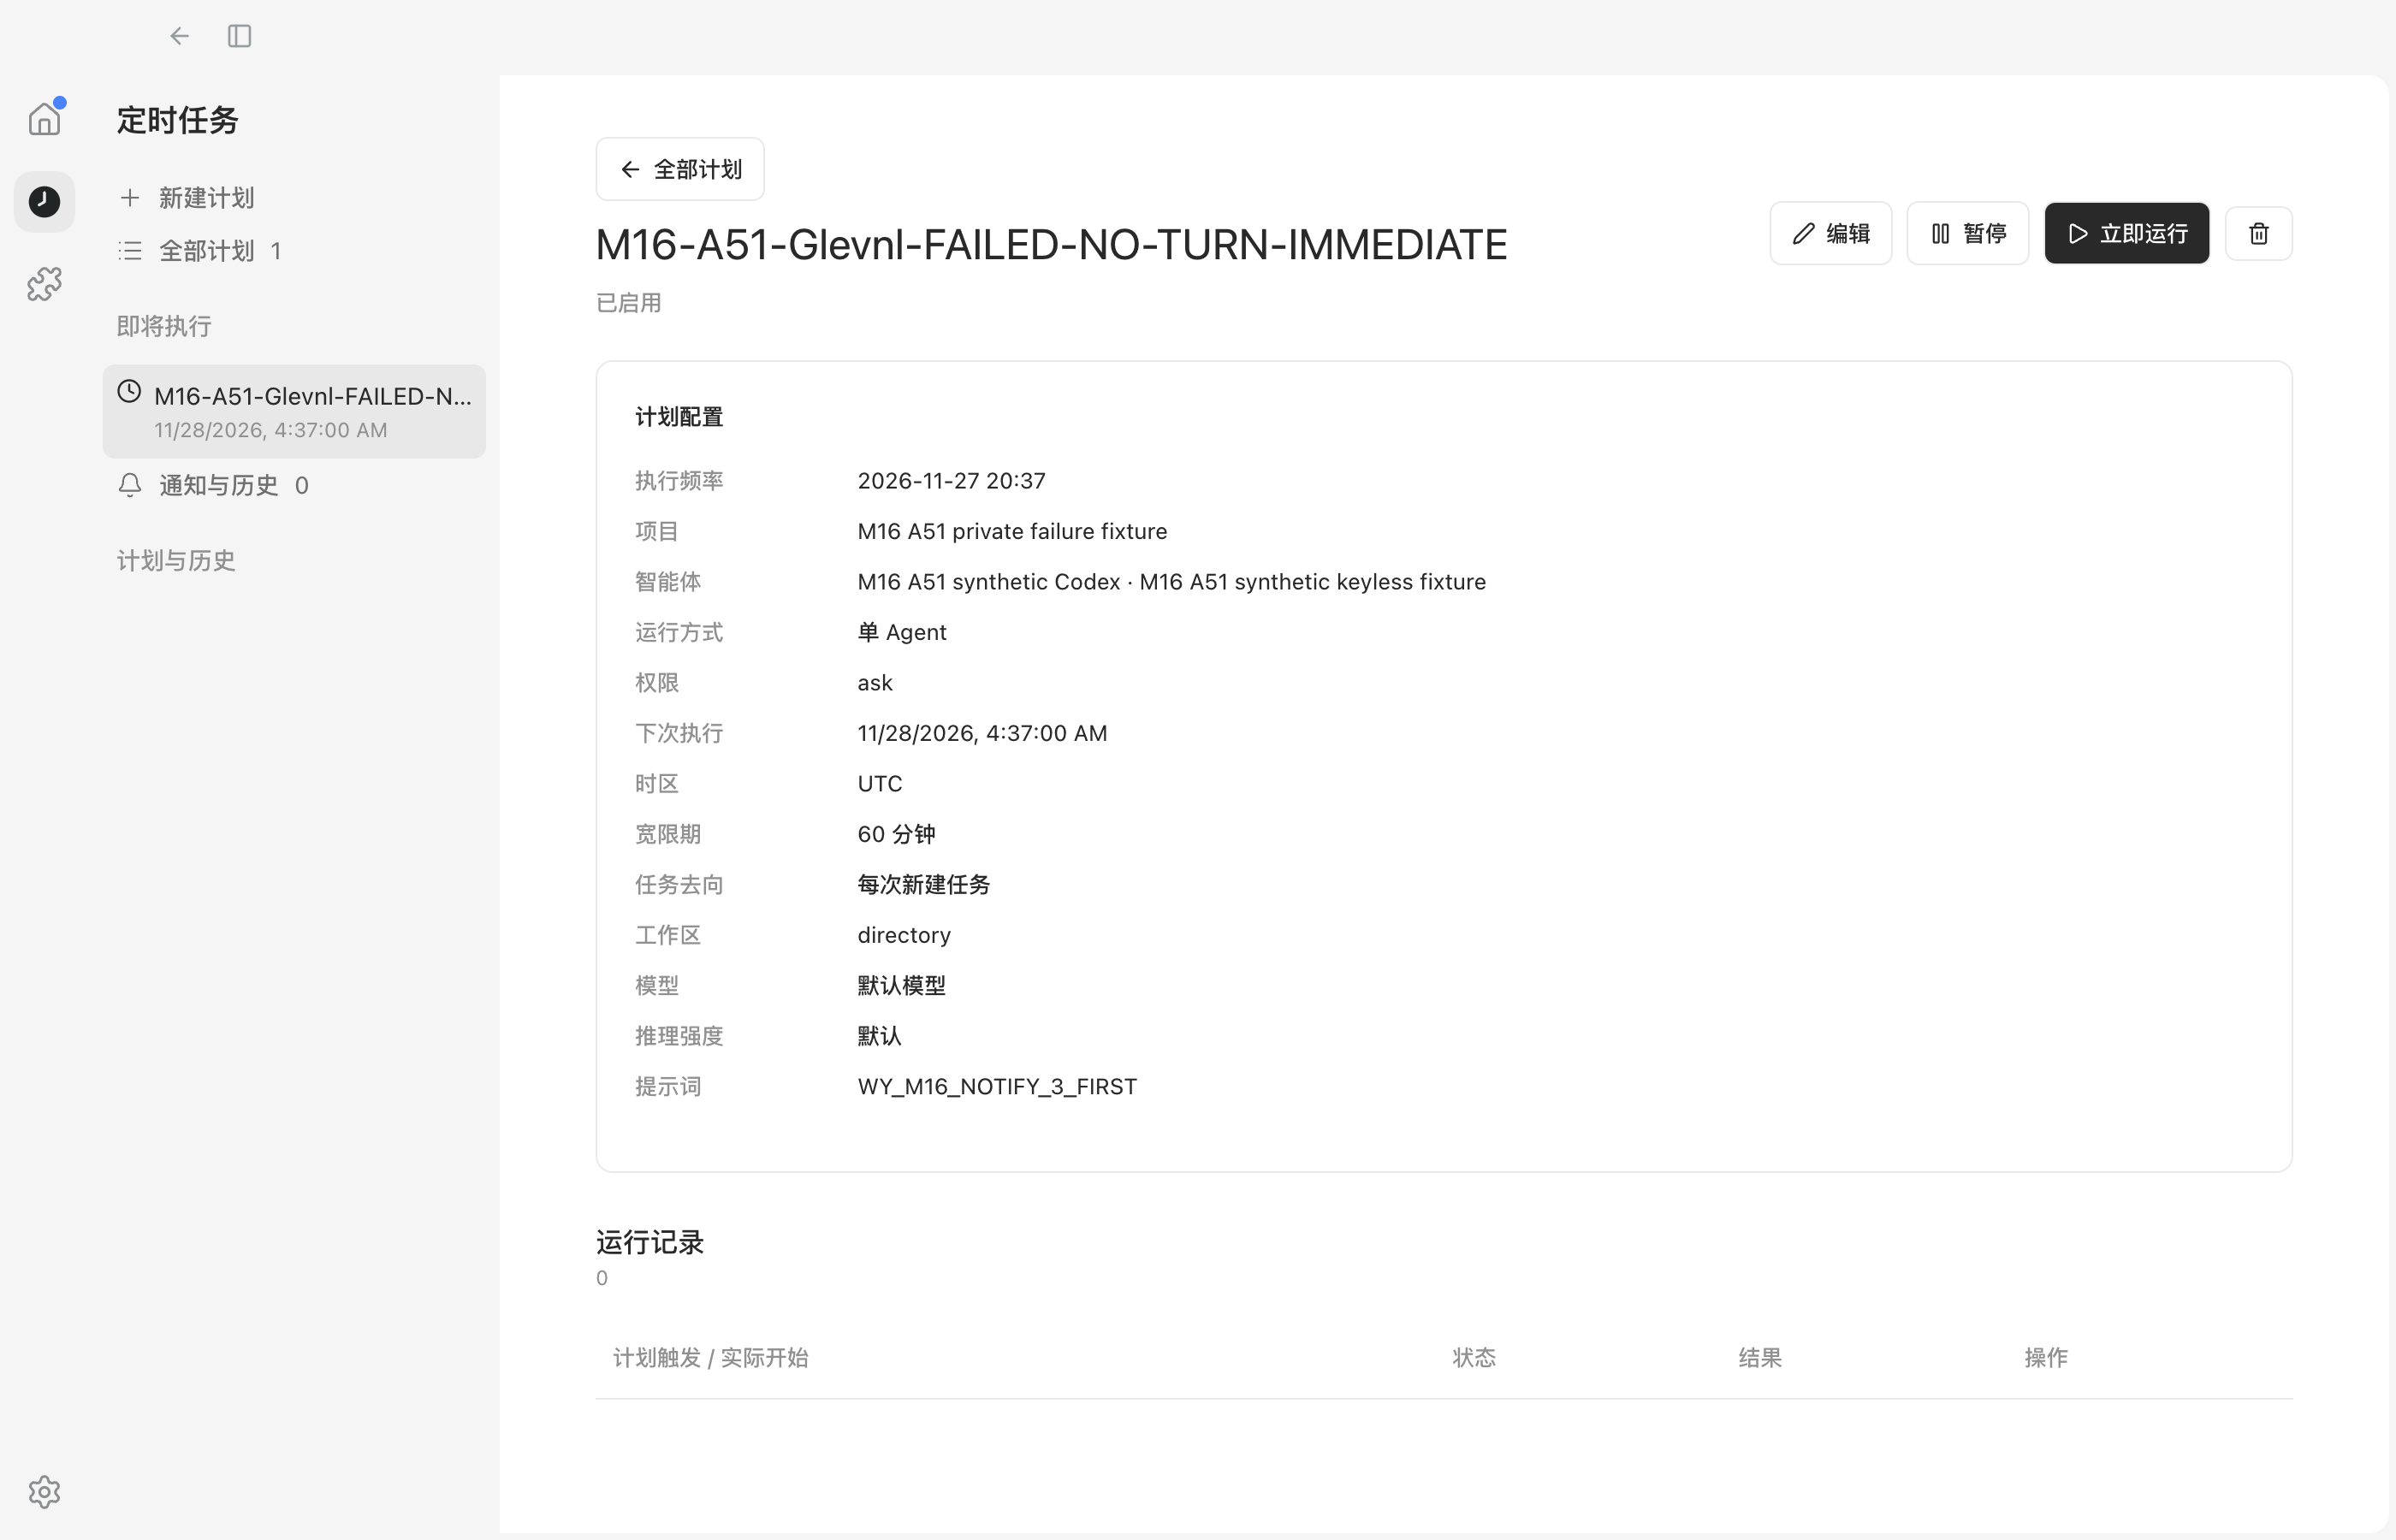 定时任务
新建计划
全部计划 1
即将执行
M16-A51-Glevnl-FAILED-N...
11/28/2026, 4:37:00 AM
通知与历史 0
计划与历史
全部计划
M16-A51-Glevnl-FAILED-NO-TURN-IMMEDIATE
已启用
编辑
暂停
立即运行
计划配置
执行频率 2026-11-27 20:37
项目 M16 A51 private failure fixture
智能体 M16 A51 synthetic Codex · M16 A51 synthetic keyless fixture
运行方式 单 Agent
权限 ask
下次执行 11/28/2026, 4:37:00 AM
时区 UTC
宽限期 60 分钟
任务去向 每次新建任务
工作区 directory
模型 默认模型
推理强度 默认
提示词 WY_M16_NOTIFY_3_FIRST
运行记录
0
计划触发 / 实际开始 状态 结果 操作